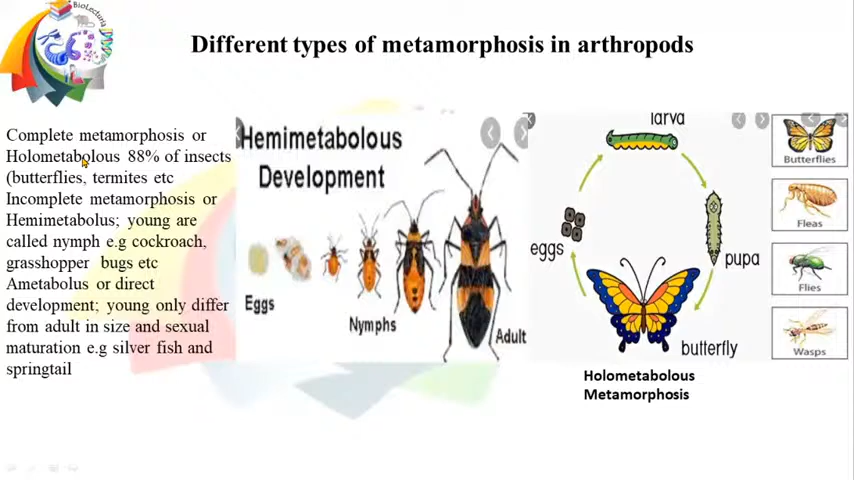 BioLectures
Different types of metamorphosis in arthropods
Complete metamorphosis or
Holometabolous 88% of insects
(butterflies, termites etc
Incomplete metamorphosis or
Hemimetabolus; young are
called nymph e.g cockroach,
grasshopper bugs etc
Ametabolus or direct
development; young only differ
from adult in size and sexual
maturation e.g silver fish and
springtail
Hemimetabolous
Development
Eggs
Nymphs
Adult
larva
eggs
pupa
butterfly
Holometabolous
Metamorphosis
Butterflies
Fleas
Flies
Wasps